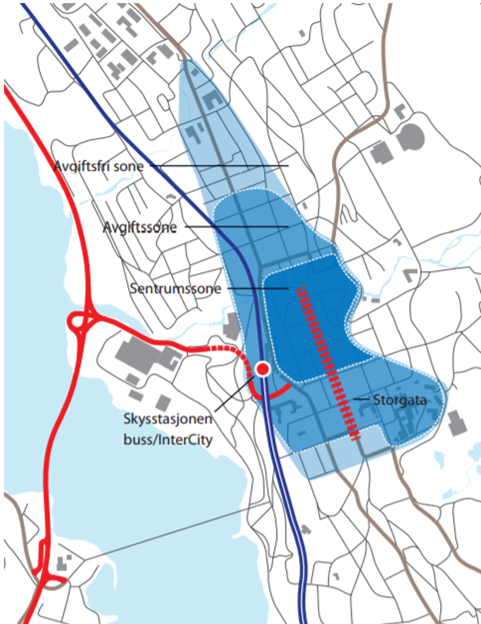 Avgiftsfri sone
Avgiftssone
Sentrumssone
Storgata
Skysstasjonen
buss/InterCity